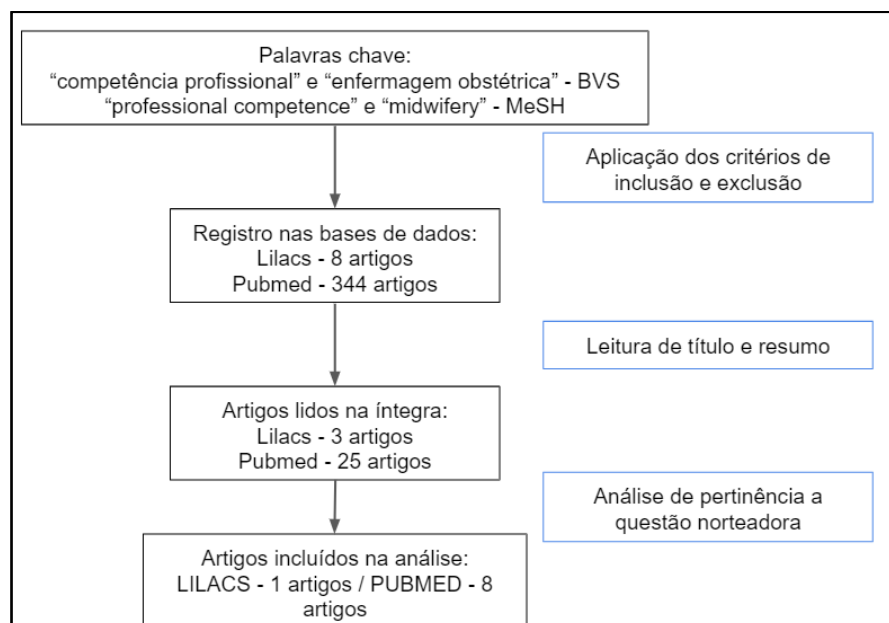 Palavras chave:
“competência profissional” e “enfermagem obstétrica” - BVS
“professional competence” e “midwifery” - MeSH
Aplicação dos critérios de
inclusão e exclusão
Registro nas bases de dados:
Lilacs - 8 artigos
Pubmed - 344 artigos
Leitura de título e resumo
Artigos lidos na íntegra:
Lilacs - 3 artigos
Pubmed - 25 artigos
Análise de pertinência a
questão norteadora
Artigos incluídos na análise:
LILACS - 1 artigos / PUBMED - 8
artigos